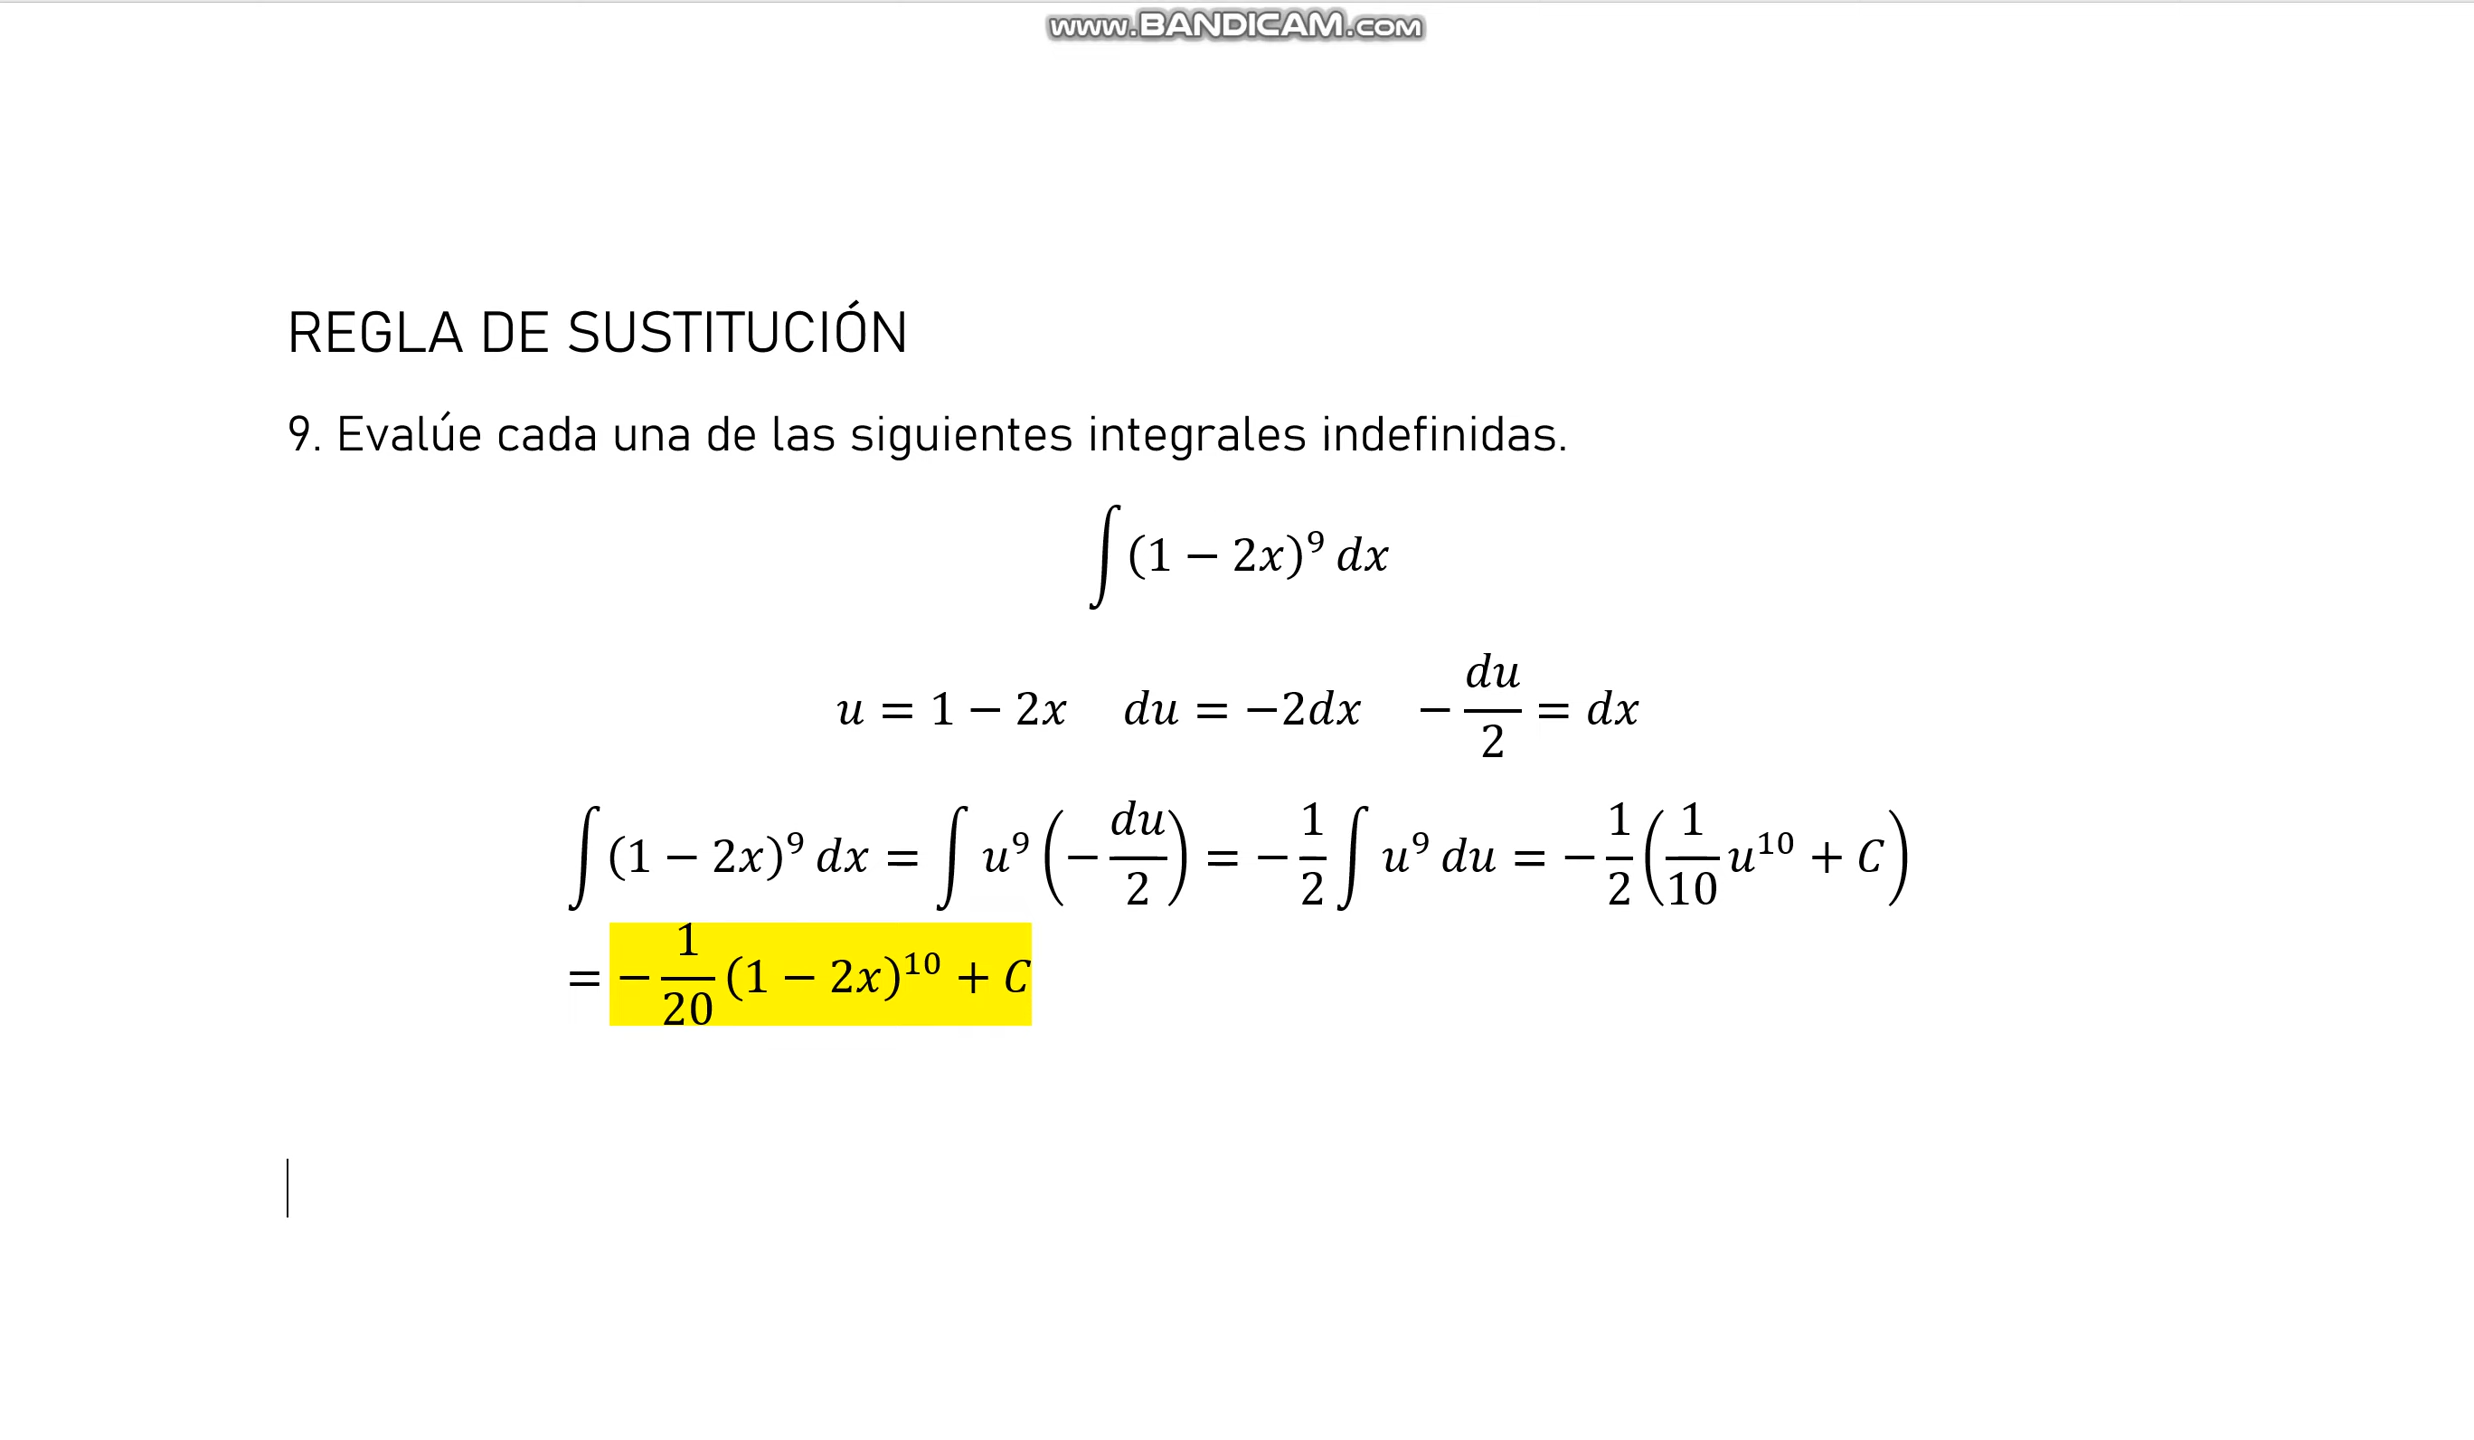 www.BANDICAM.com
REGLA DE SUSTITUCIÓN
9. Evalúe cada una de las siguientes integrales indefinidas.
∫(1 − 2x)⁹ dx
u = 1 − 2x du = −2dx −du/2 = dx
∫(1 − 2x)⁹ dx = ∫u⁹(−du/2) = −1/2∫u⁹ du = −1/2(1/10 u¹⁰ + C)
= −1/20(1 − 2x)¹⁰ + C